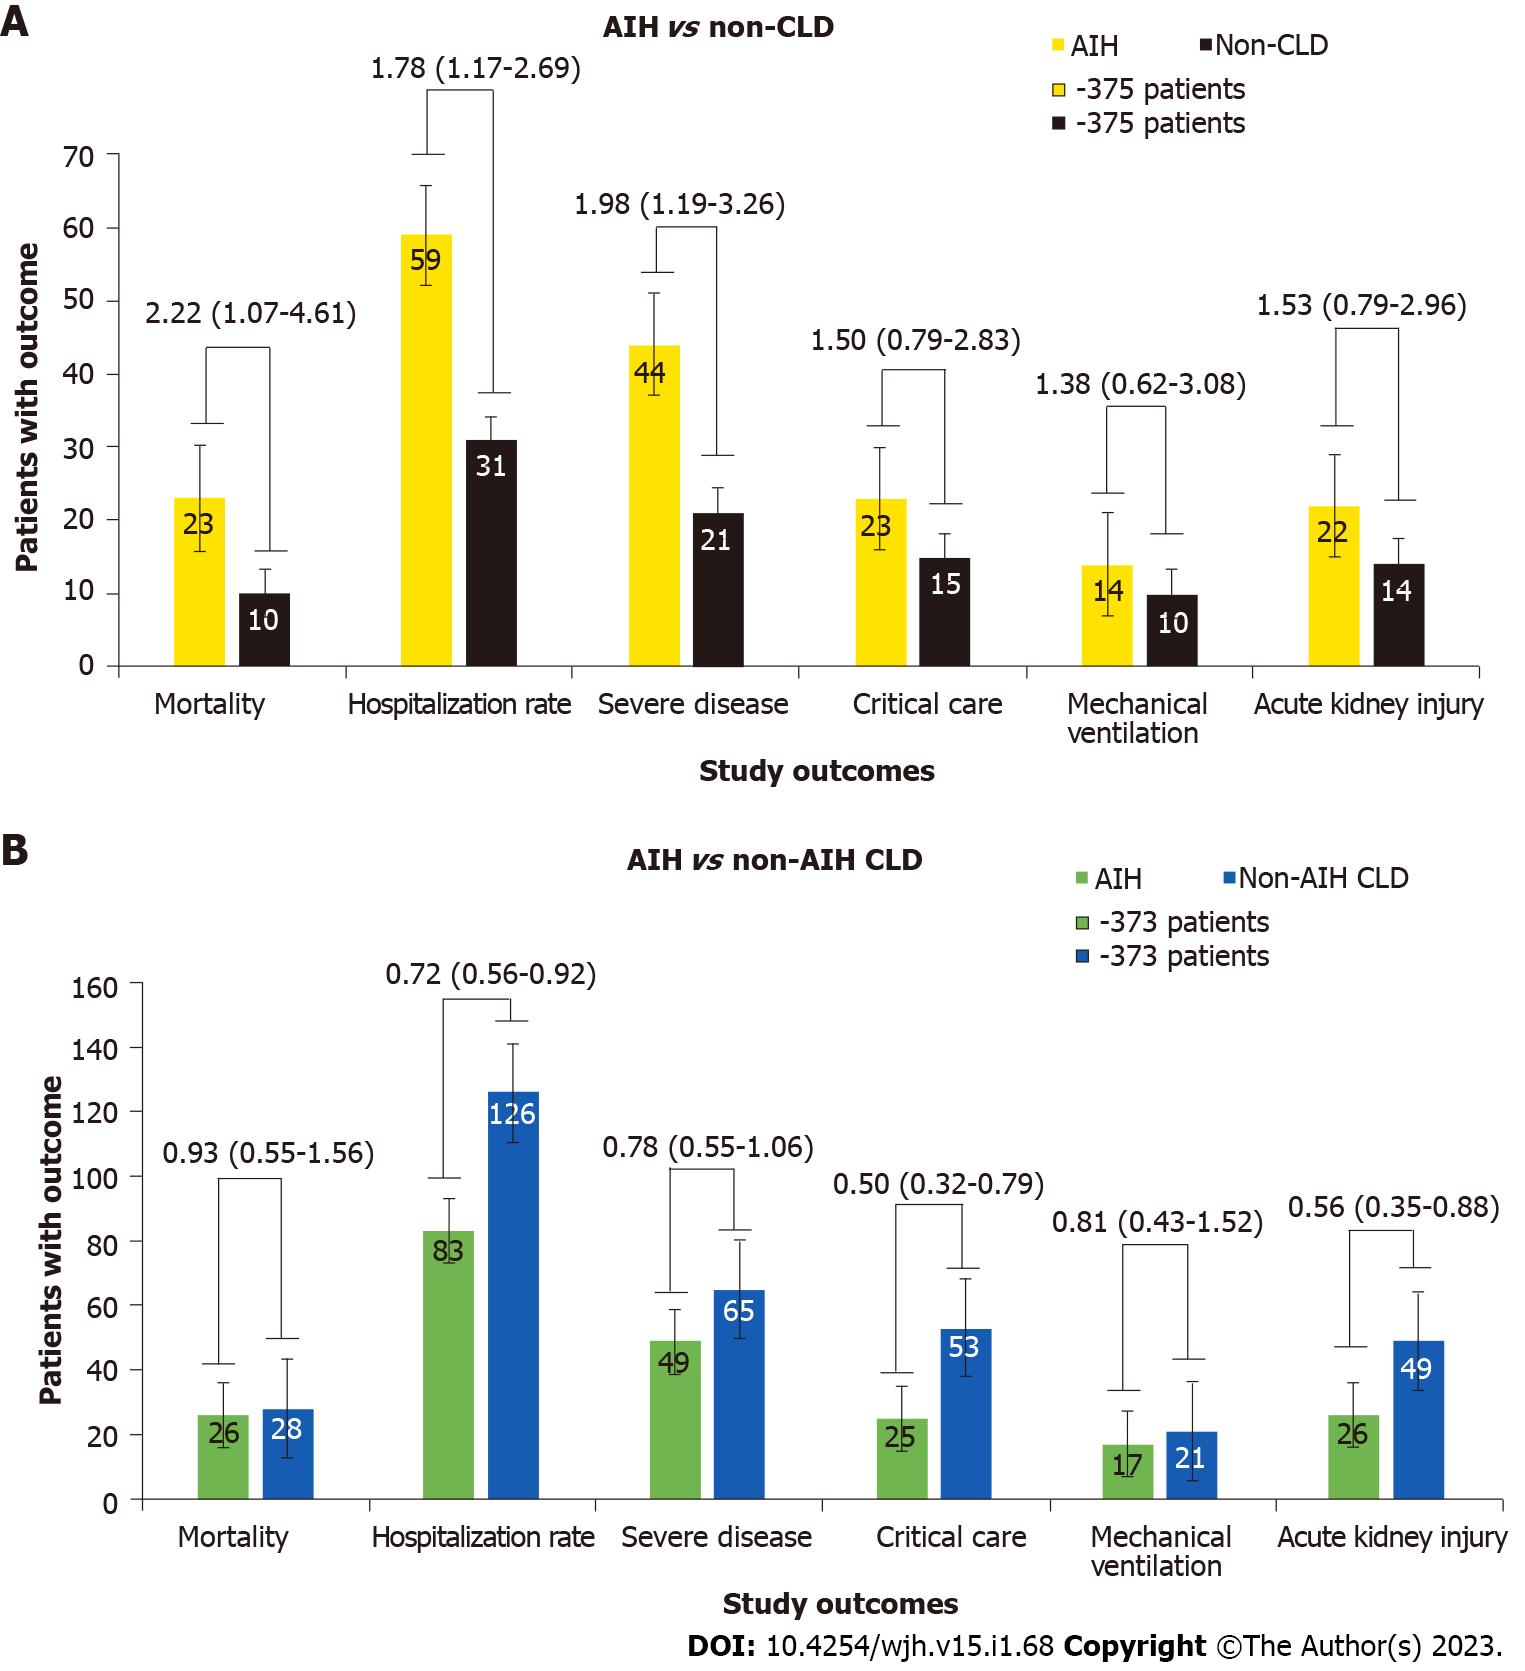 A
AIH vs non-CLD
AIH Non-CLD
-375 patients
-375 patients
1.78 (1.17-2.69)
1.98 (1.19-3.26)
2.22 (1.07-4.61)
1.50 (0.79-2.83)
1.38 (0.62-3.08)
1.53 (0.79-2.96)
Patients with outcome
70
60
50
40
30
20
10
0
23
10
59
31
44
21
23
15
14
10
22
14
Mortality
Hospitalization rate
Severe disease
Critical care
Mechanical
ventilation
Acute kidney injury
Study outcomes
B
AIH vs non-AIH CLD
AIH Non-AIH CLD
-373 patients
-373 patients
0.93 (0.55-1.56)
0.72 (0.56-0.92)
0.78 (0.55-1.06)
0.50 (0.32-0.79)
0.81 (0.43-1.52)
0.56 (0.35-0.88)
Patients with outcome
160
140
120
100
80
60
40
20
0
26
28
83
126
49
65
25
53
17
21
26
49
Mortality
Hospitalization rate
Severe disease
Critical care
Mechanical
ventilation
Acute kidney injury
Study outcomes
DOI: 10.4254/wjh.v15.i1.68 Copyright ©The Author(s) 2023.